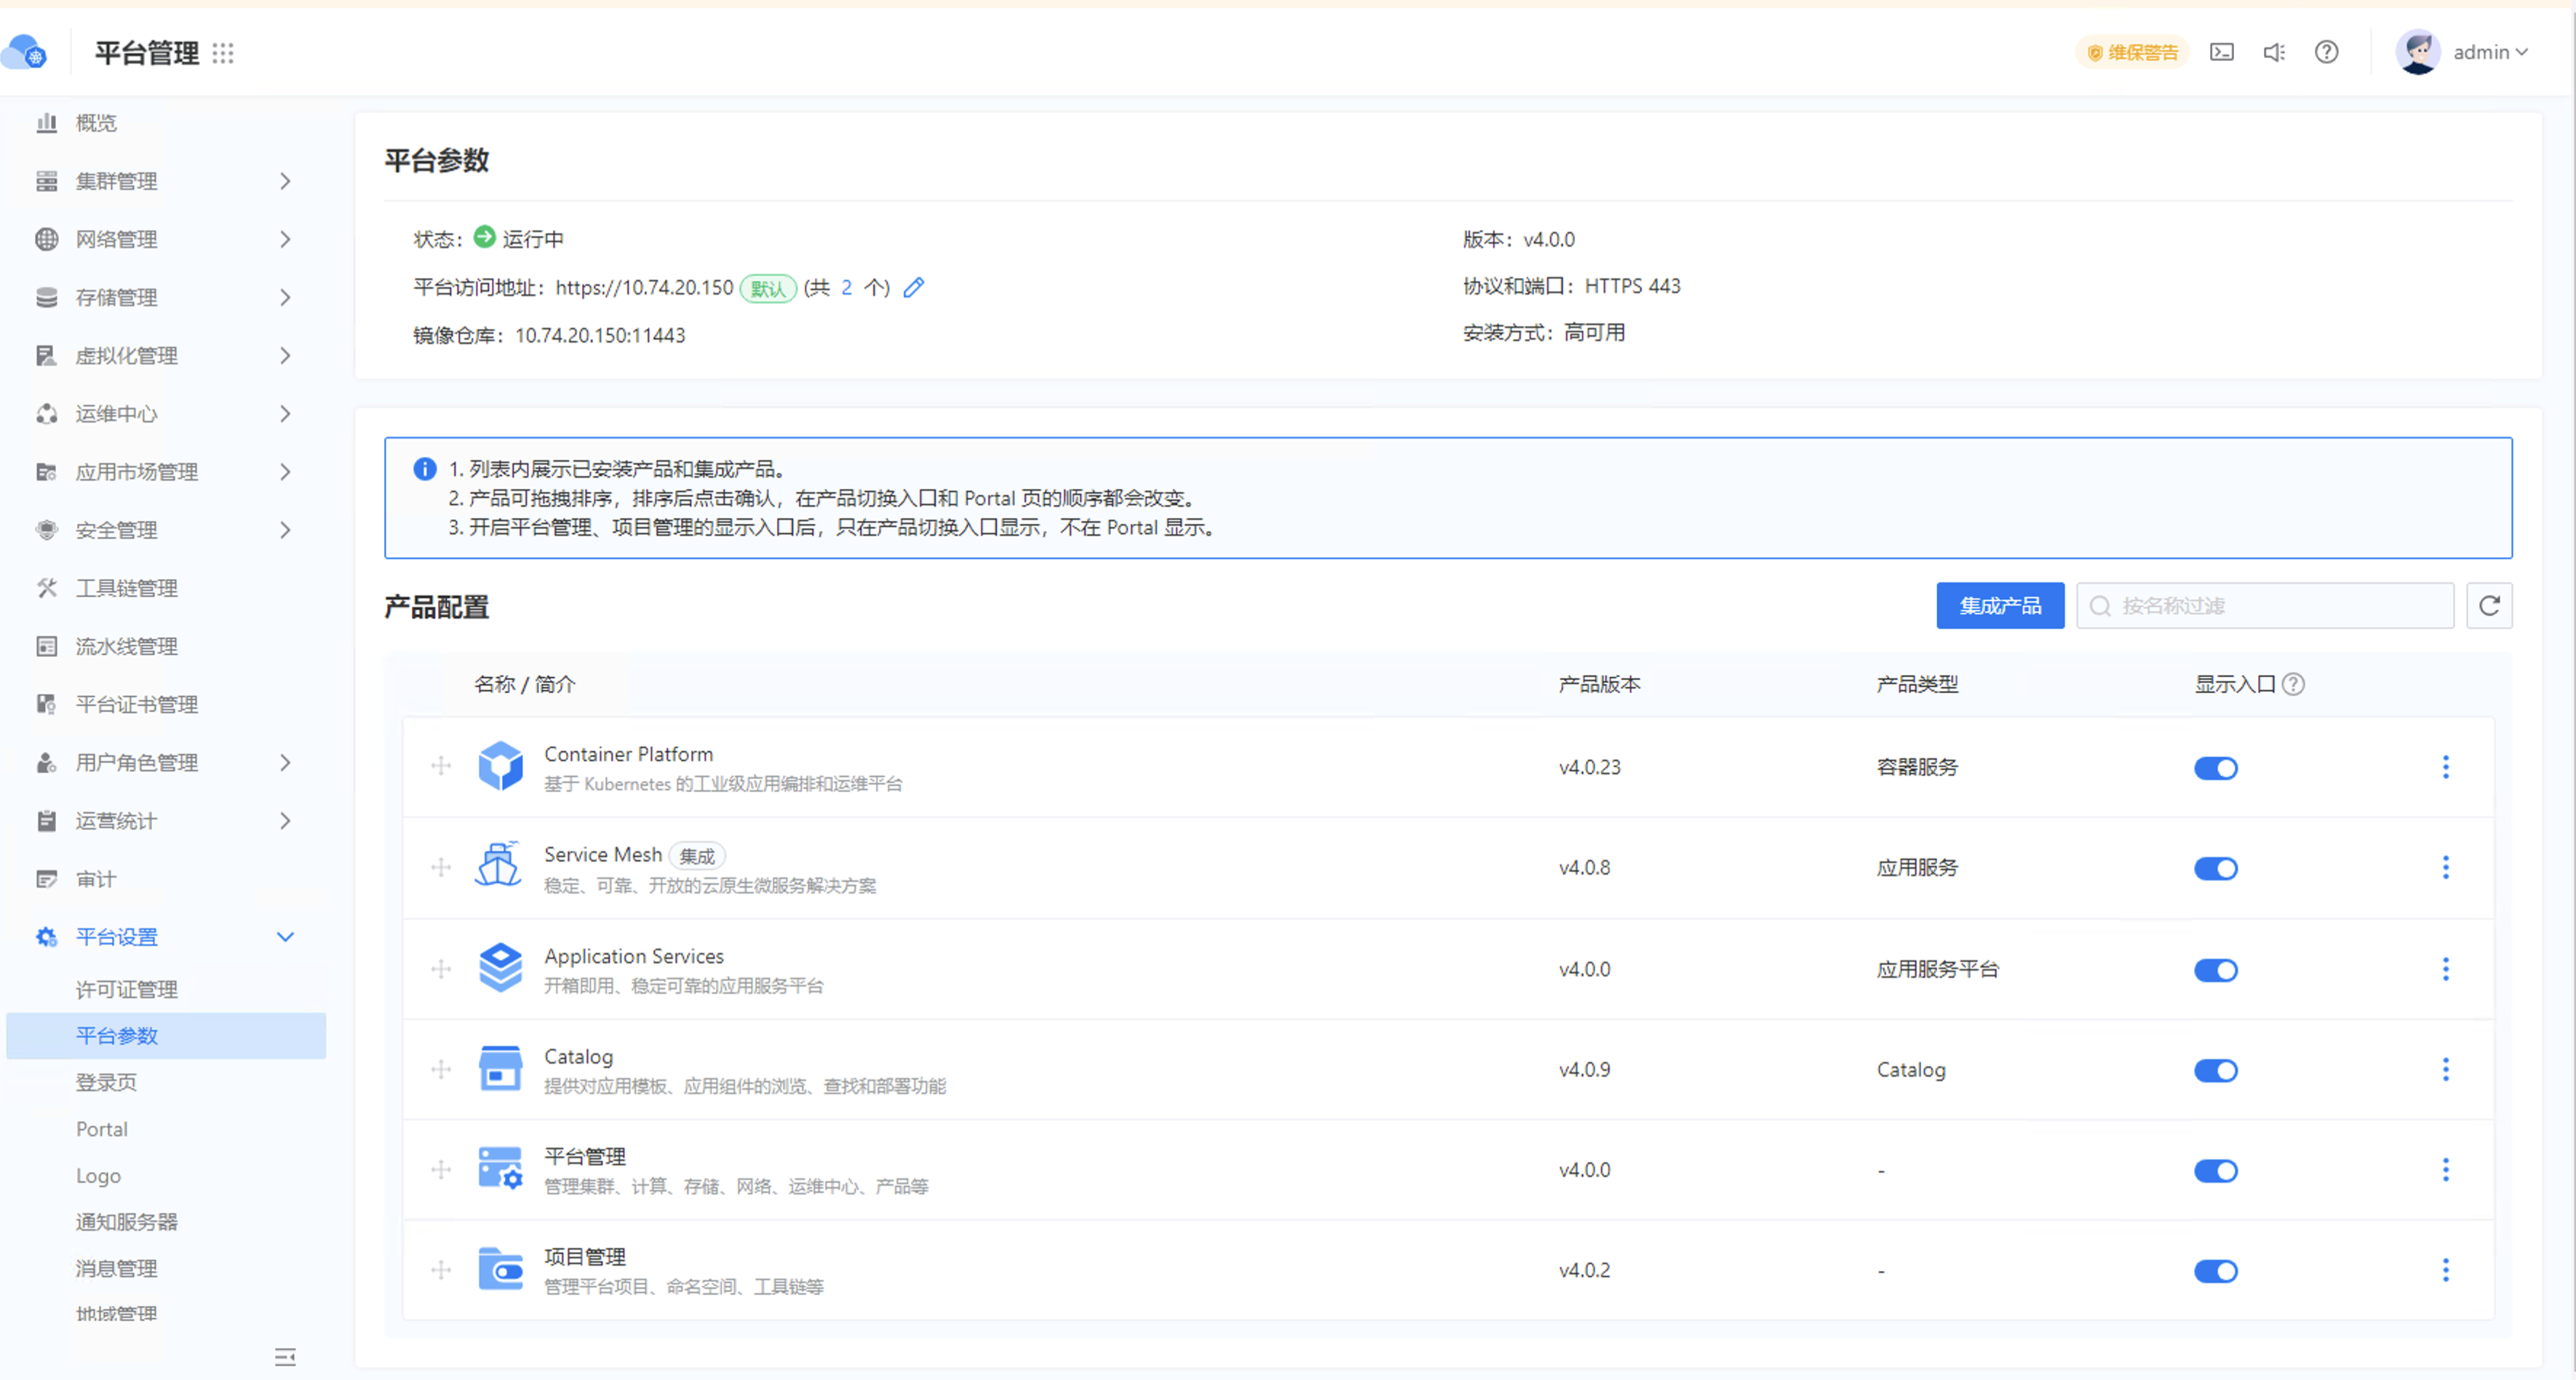 平台管理
维保警告
admin
概览
集群管理
网络管理
存储管理
虚拟化管理
运维中心
应用市场管理
安全管理
工具链管理
流水线管理
平台证书管理
用户角色管理
运营统计
审计
平台设置
许可证管理
平台参数
登录页
Portal
Logo
通知服务器
消息管理
地域管理
平台参数
状态： 运行中
版本：v4.0.0
平台访问地址：https://10.74.20.150 默认 (共 2 个)
协议和端口：HTTPS 443
镜像仓库：10.74.20.150:11443
安装方式：高可用
1. 列表内展示已安装产品和集成产品。
2. 产品可拖拽排序，排序后点击确认，在产品切换入口和 Portal 页的顺序都会改变。
3. 开启平台管理、项目管理的显示入口后，只在产品切换入口显示，不在 Portal 显示。
产品配置
集成产品
按名称过滤
名称 / 简介 产品版本 产品类型 显示入口
Container Platform
基于 Kubernetes 的工业级应用编排和运维平台
v4.0.23 容器服务
Service Mesh 集成
稳定、可靠、开放的云原生微服务解决方案
v4.0.8 应用服务
Application Services
开箱即用、稳定可靠的应用服务平台
v4.0.0 应用服务平台
Catalog
提供对应用模板、应用组件的浏览、查找和部署功能
v4.0.9 Catalog
平台管理
管理集群、计算、存储、网络、运维中心、产品等
v4.0.0 -
项目管理
管理平台项目、命名空间、工具链等
v4.0.2 -